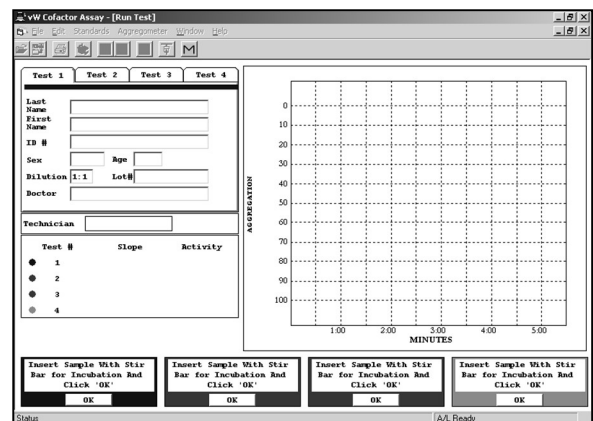 vW Cofactor Assay - [Run Test]
File Edit Standards Aggregometer Window Help
M
Test 1 Test 2 Test 3 Test 4
Last
Name
First
Name
ID #
Sex Age
Dilution 1:1 Lot#
Doctor
Technician
Test # Slope Activity
1
2
3
4
AGGREGATION
0
10
20
30
40
50
60
70
80
90
100
1:00 2:00 3:00 4:00 5:00
MINUTES
Insert Sample With Stir
Bar for Incubation And
Click 'OK'
OK
Insert Sample With Stir
Bar for Incubation And
Click 'OK'
OK
Insert Sample With Stir
Bar for Incubation And
Click 'OK'
OK
Insert Sample With Stir
Bar for Incubation And
Click 'OK'
OK
Status A/L Ready